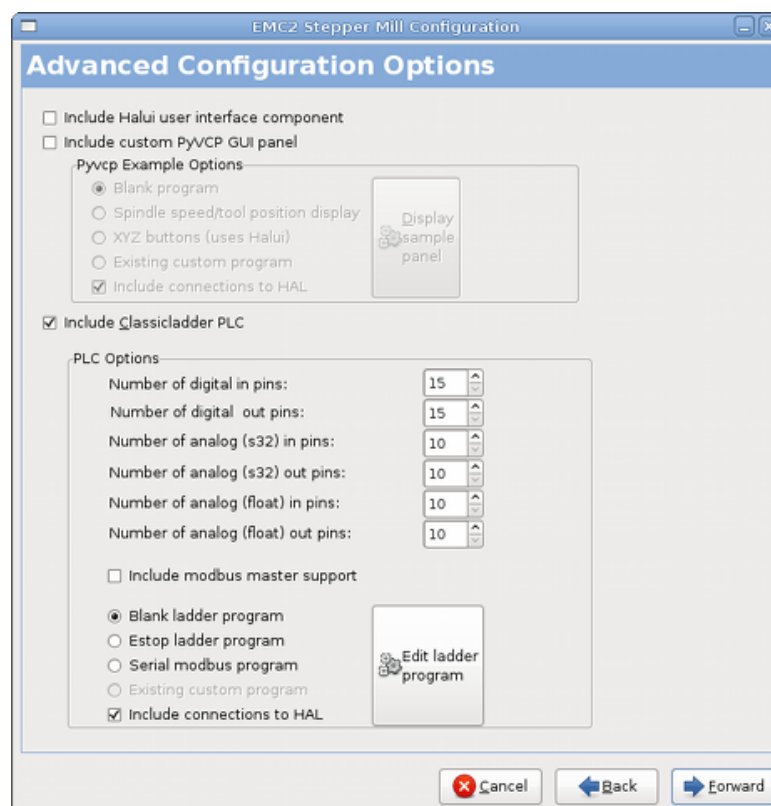 EMC2 Stepper Mill Configuration
Advanced Configuration Options
Include Halui user interface component
Include custom PyVCP GUI panel
Pyvcp Example Options
Blank program
Spindle speed/tool position display
XYZ buttons (uses Halui)
Existing custom program
Include connections to HAL
Display
sample
panel
Include Classicladder PLC
PLC Options
Number of digital in pins: 15
Number of digital out pins: 15
Number of analog (s32) in pins: 10
Number of analog (s32) out pins: 10
Number of analog (float) in pins: 10
Number of analog (float) out pins: 10
Include modbus master support
Blank ladder program
Estop ladder program
Serial modbus program
Existing custom program
Include connections to HAL
Edit ladder
program
Cancel Back Forward